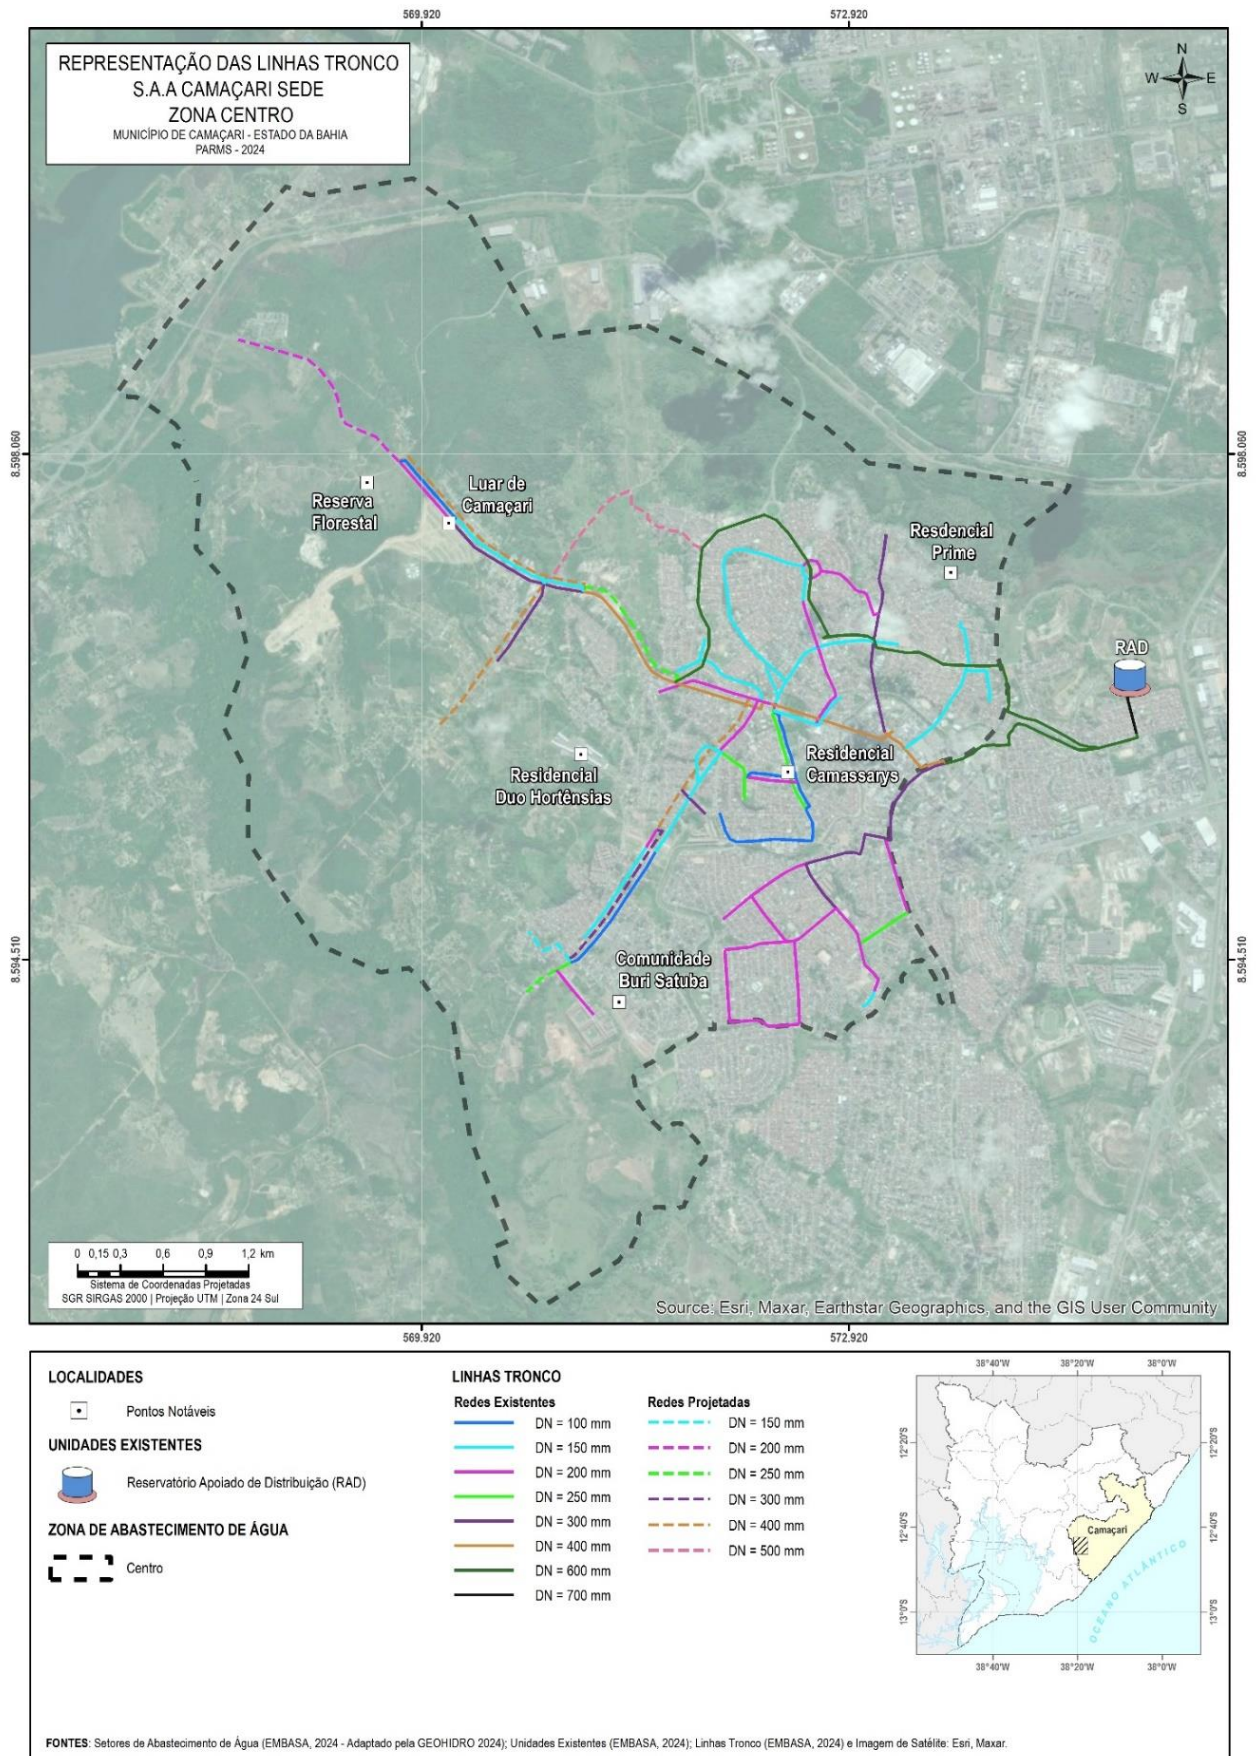 569.920
572.920
REPRESENTAÇÃO DAS LINHAS TRONCO
S.A.A CAMAÇARI SEDE
ZONA CENTRO
MUNICÍPIO DE CAMAÇARI - ESTADO DA BAHIA
PARMS - 2024
N
W
E
S
8.598.060
8.598.060
Luar de
Camaçari
Reserva
Florestal
Resdencial
Prime
RAD
Residencial
Camassarys
Residencial
Duo Hortênsias
8.594.510
8.594.510
Comunidade
Buri Satuba
0 0,15 0,3 0,6 0,9 1,2 km
Sistema de Coordenadas Projetadas
SGR SIRGAS 2000 | Projeção UTM | Zona 24 Sul
Source: Esri, Maxar, Earthstar Geographics, and the GIS User Community
569.920
572.920
LOCALIDADES
Pontos Notáveis
UNIDADES EXISTENTES
Reservatório Apoiado de Distribuição (RAD)
ZONA DE ABASTECIMENTO DE ÁGUA
Centro
LINHAS TRONCO
Redes Existentes
DN = 100 mm
DN = 150 mm
DN = 200 mm
DN = 250 mm
DN = 300 mm
DN = 400 mm
DN = 600 mm
DN = 700 mm
Redes Projetadas
DN = 150 mm
DN = 200 mm
DN = 250 mm
DN = 300 mm
DN = 400 mm
DN = 500 mm
38°40'W 38°20'W 38°0'W
12°20'S
12°20'S
12°40'S
12°40'S
13°0'S
13°0'S
Camaçari
OCEANO ATLÂNTICO
38°40'W 38°20'W 38°0'W
FONTES: Setores de Abastecimento de Água (EMBASA, 2024 - Adaptado pela GEOHIDRO 2024); Unidades Existentes (EMBASA, 2024); Linhas Tronco (EMBASA, 2024) e Imagem de Satélite: Esri, Maxar.